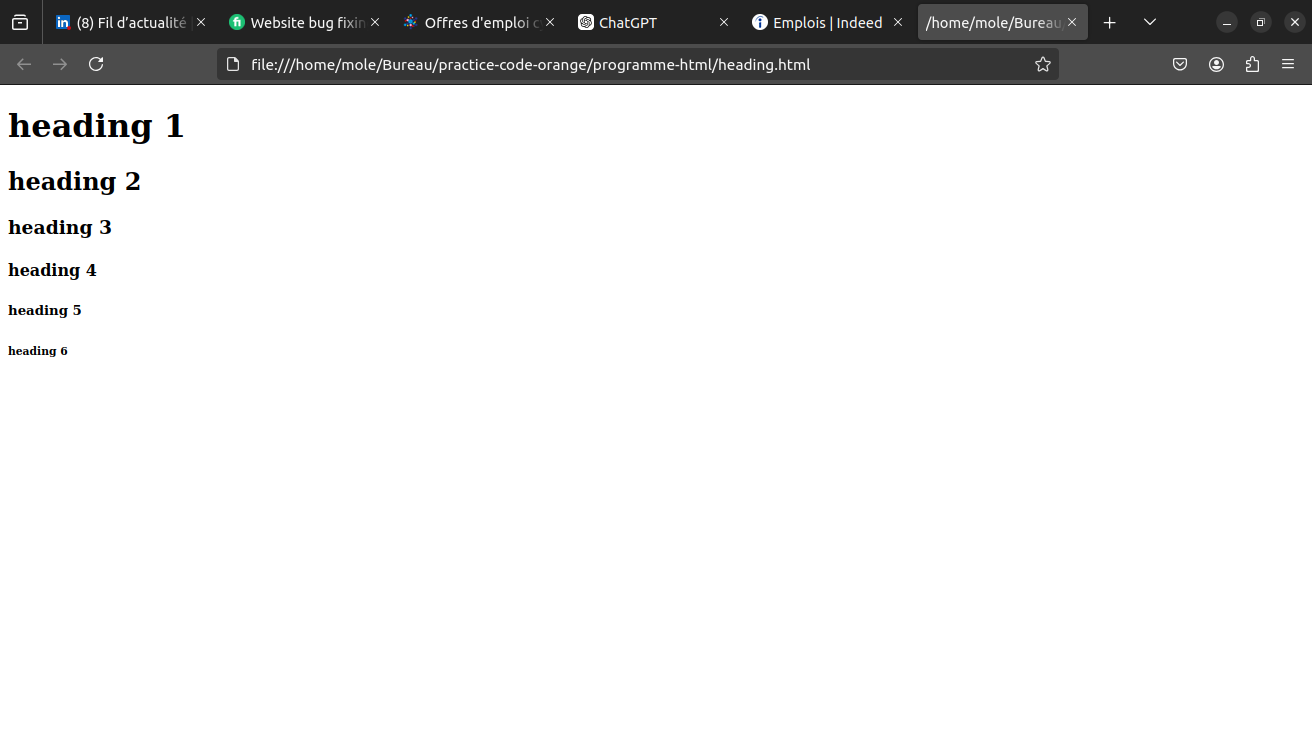 (8) Fil d'actualité
Website bug fixin
Offres d'emploi c
ChatGPT
Emplois | Indeed
/home/mole/Bureau/
file:///home/mole/Bureau/practice-code-orange/programme-html/heading.html
heading 1
heading 2
heading 3
heading 4
heading 5
heading 6